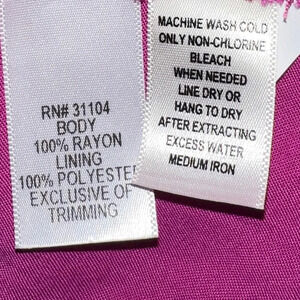 RN# 31104
BODY
100% RAYON
LINING
100% POLYESTER
EXCLUSIVE OF
TRIMMING
MACHINE WASH COLD
ONLY NON-CHLORINE
BLEACH
WHEN NEEDED
LINE DRY OR
HANG TO DRY
AFTER EXTRACTING
EXCESS WATER
MEDIUM IRON